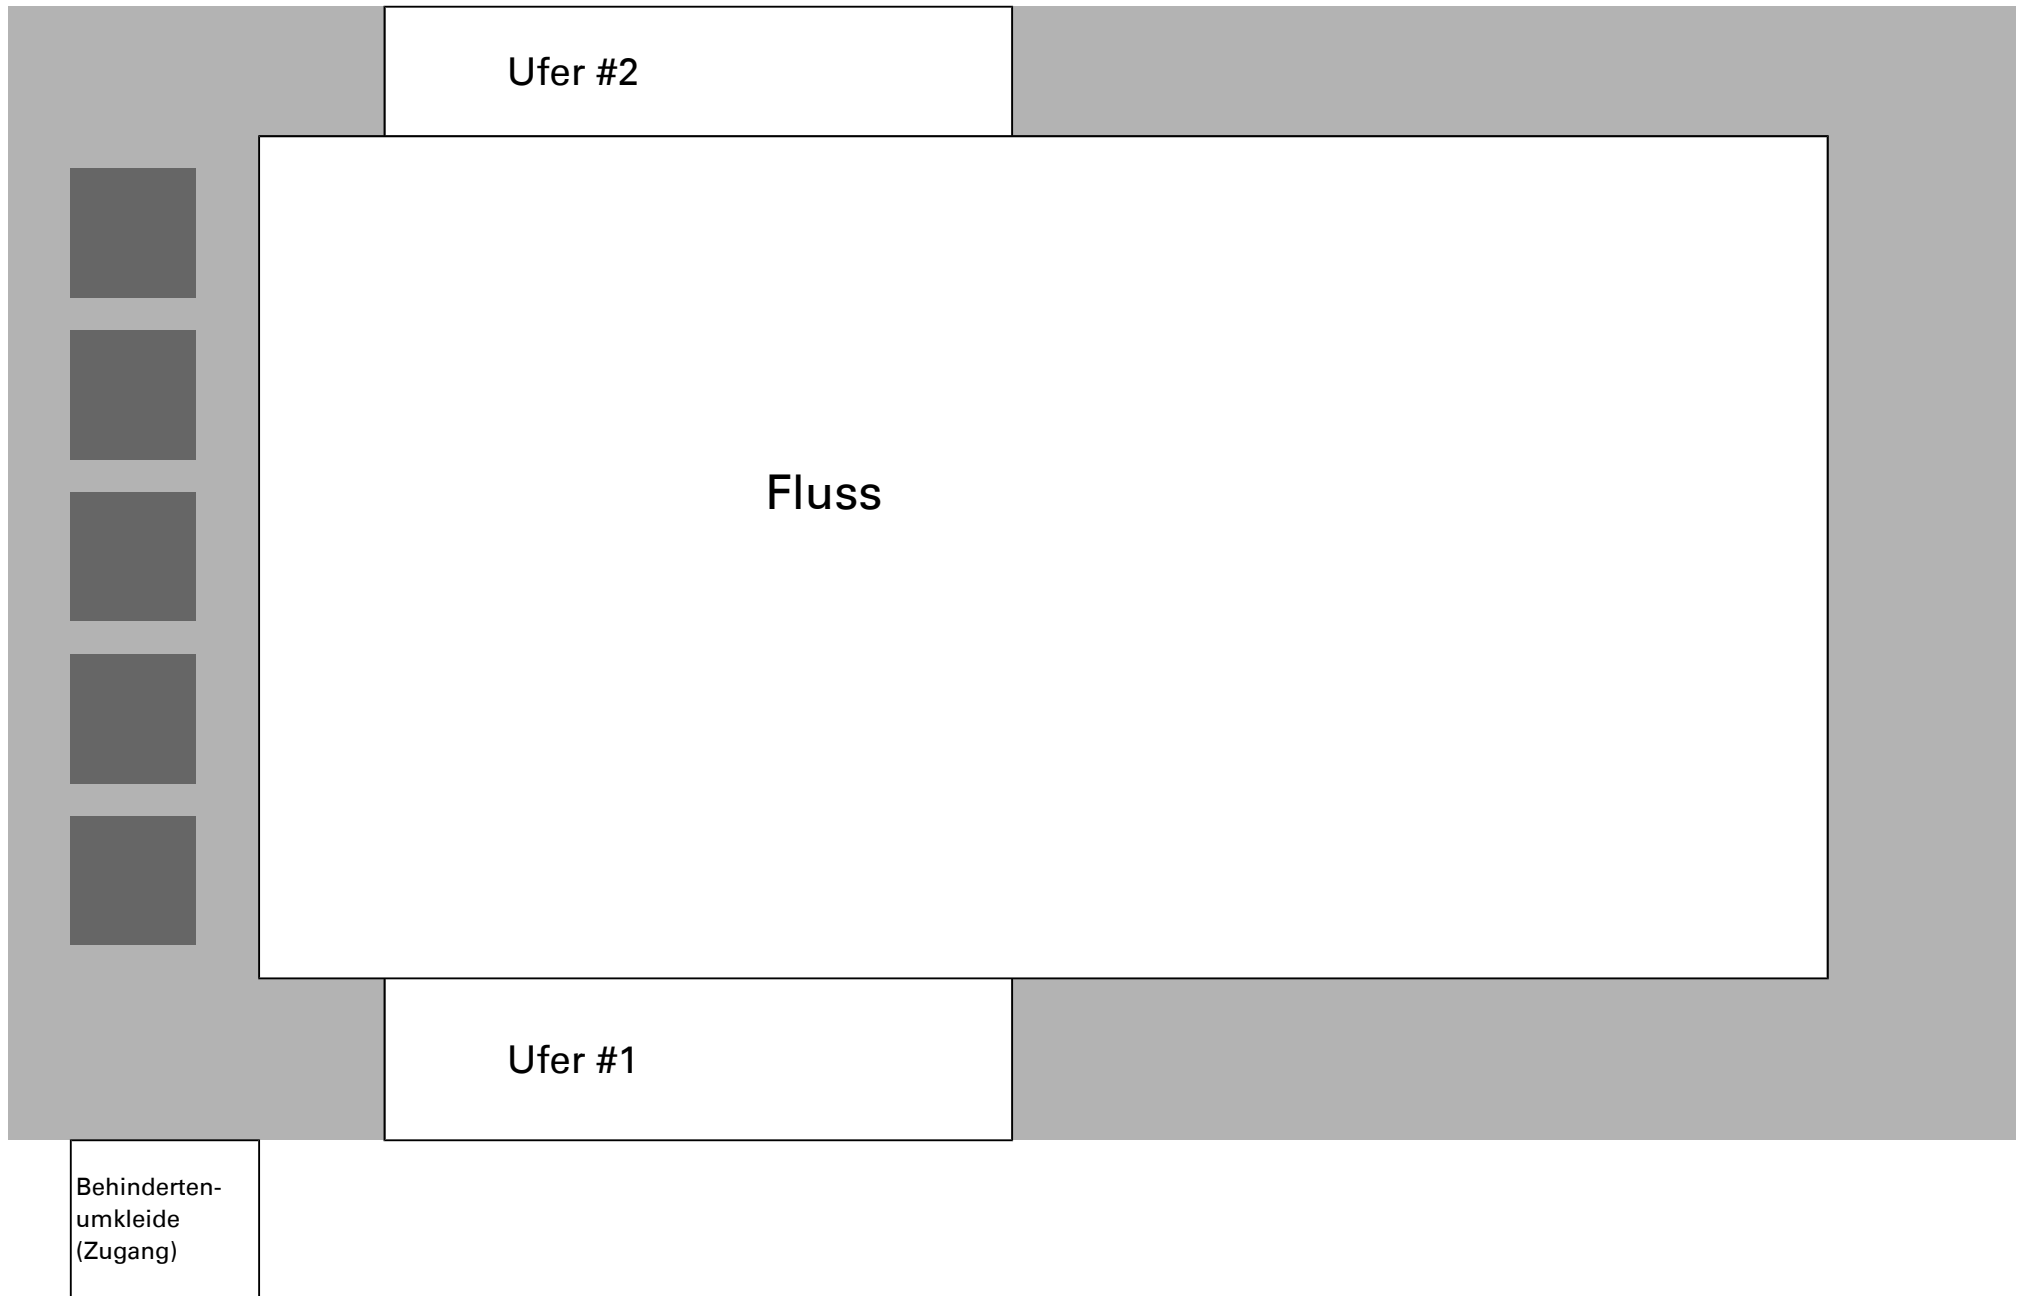 Ufer #2
Fluss
Ufer #1
Behinderten-
umkleide
(Zugang)